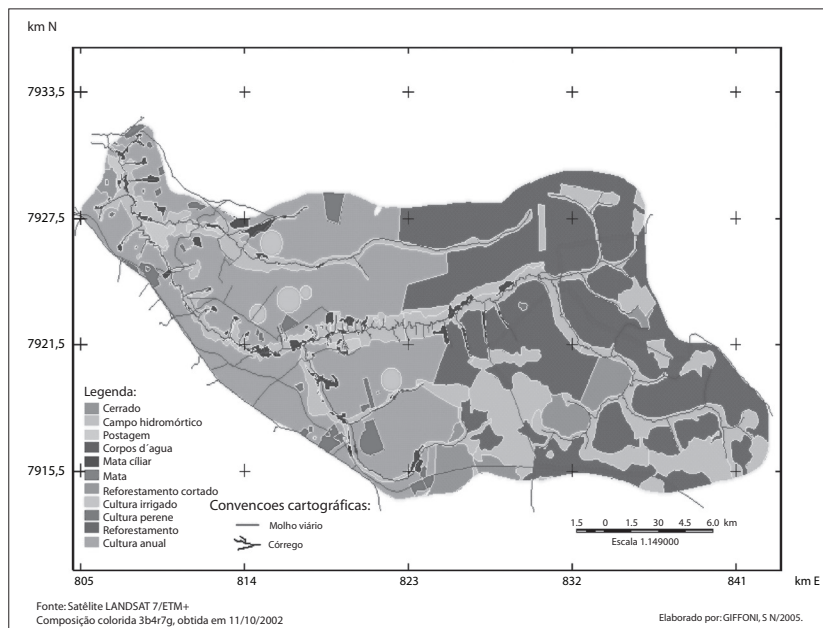 km N
7933,5
7927,5
7921,5
7915,5
Legenda:
Cerrado
Campo hidromórtico
Postagem
Corpos d´agua
Mata cíliar
Mata
Reforestamento cortado
Cultura irrigado
Cultura perene
Reforestamento
Cultura anual
Convencoes cartográficas:
Molho viário
Córrego
1.5 0 1.5 30 4.5 6.0 km
Escala 1.149000
805 814 823 832 841 km E
Fonte: Satêlite LANDSAT 7/ETM+
Composição colorida 3b4r7g, obtida em 11/10/2002
Elaborado por: GIFFONI, S N/2005.